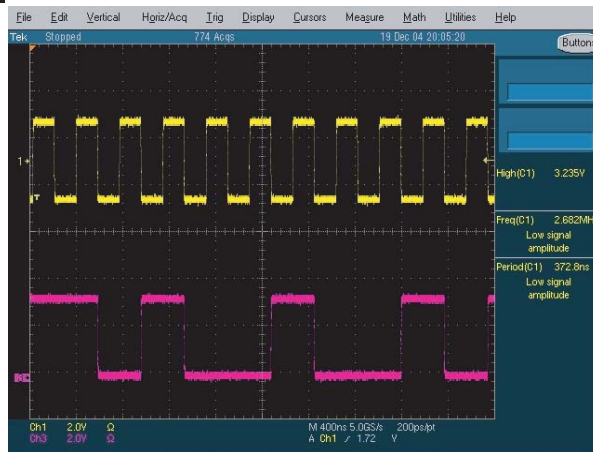 File Edit Vertical Horiz/Acq Trig Display Cursors Measure Math Utilities Help
Tek Stopped 774 Acqs 19 Dec 04 20:05:20
Button
1
High(C1) 3.235V
T
Freq(C1) 2.682MH
Low signal
amplitude
Period(C1) 372.8ns
Low signal
amplitude
Ch1 2.0V Ω M 400ns 5.0GS/s 200ps/pt
Ch3 2.0V Ω A Ch1 / 1.72 V